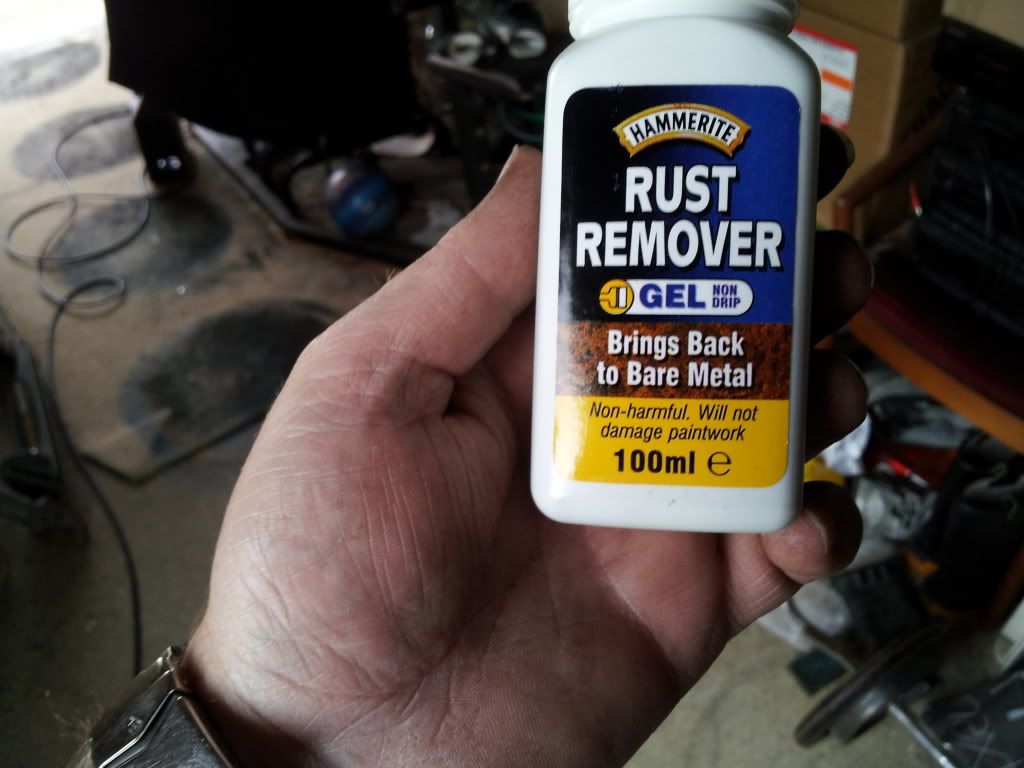 HAMMERITE
RUST
REMOVER
GEL NON DRIP
Brings Back
to Bare Metal
Non-harmful. Will not
damage paintwork
100ml ℮